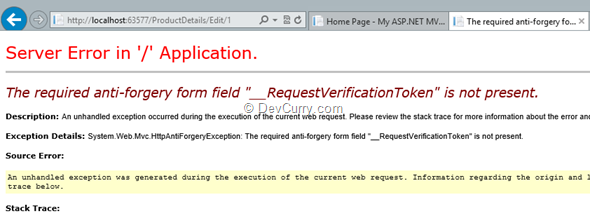 http://localhost:63577/ProductDetails/Edit/1
Home Page - My ASP.NET MV...
The required anti-forgery for...
Server Error in '/' Application.
The required anti-forgery form field "__RequestVerificationToken" is not present.
© DevCurry.com
Description: An unhandled exception occurred during the execution of the current web request. Please review the stack trace for more information about the error and
Exception Details: System.Web.Mvc.HttpAntiForgeryException: The required anti-forgery form field "__RequestVerificationToken" is not present.
Source Error:
An unhandled exception was generated during the execution of the current web request. Information regarding the origin and l
trace below.
Stack Trace: